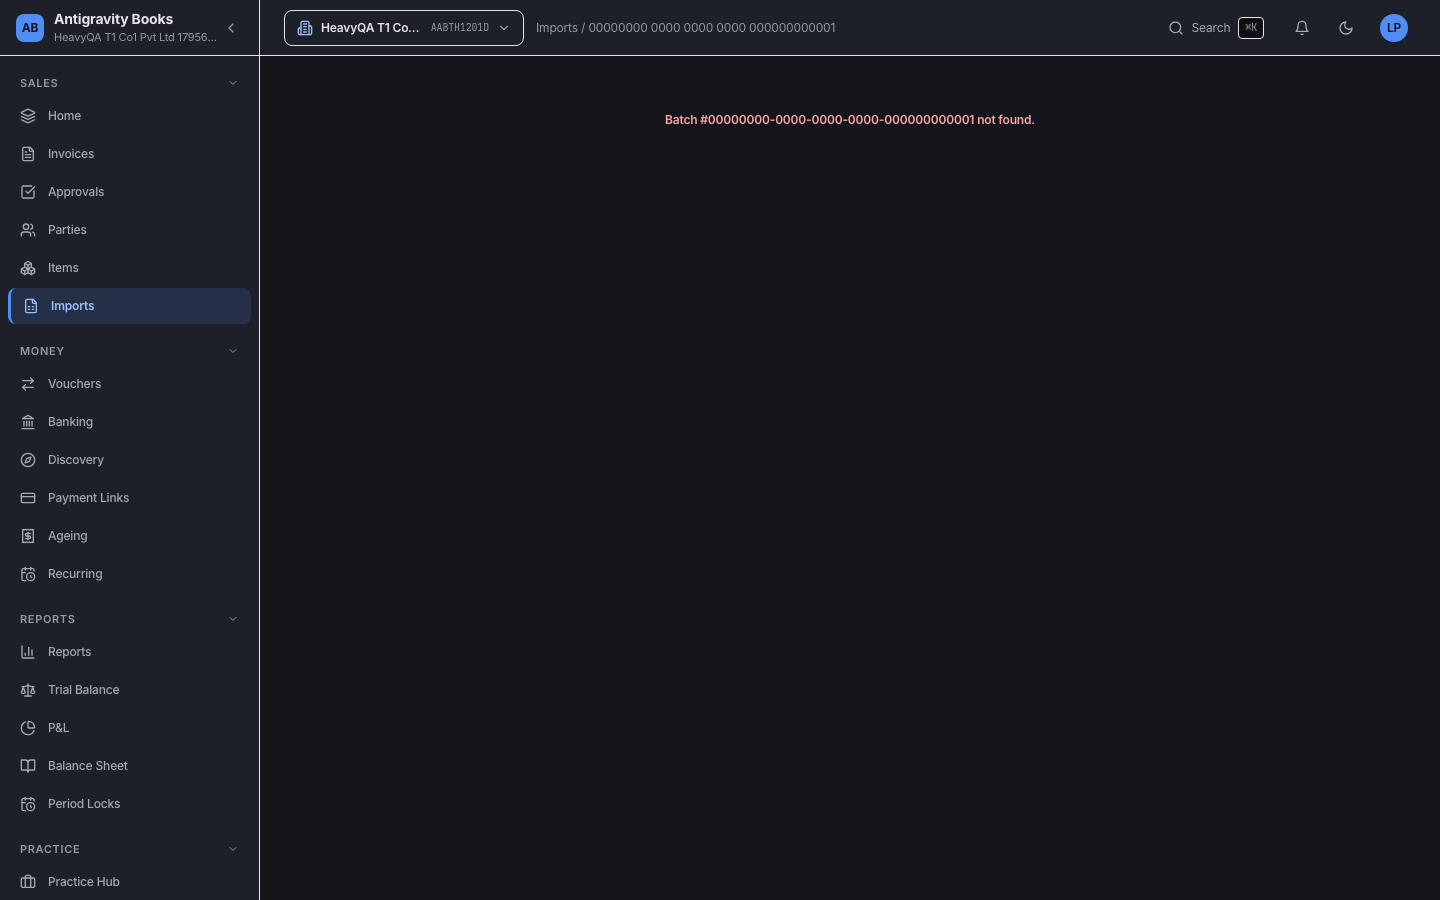 AB
Antigravity Books
HeavyQA T1 Co1 Pvt Ltd 17956...
HeavyQA T1 Co... AABTH1201D
Imports / 00000000 0000 0000 0000 000000000001
Search ⌘K
LP
SALES
Home
Invoices
Approvals
Parties
Items
Imports
MONEY
Vouchers
Banking
Discovery
Payment Links
Ageing
Recurring
REPORTS
Reports
Trial Balance
P&L
Balance Sheet
Period Locks
PRACTICE
Practice Hub
Batch #00000000-0000-0000-0000-000000000001 not found.